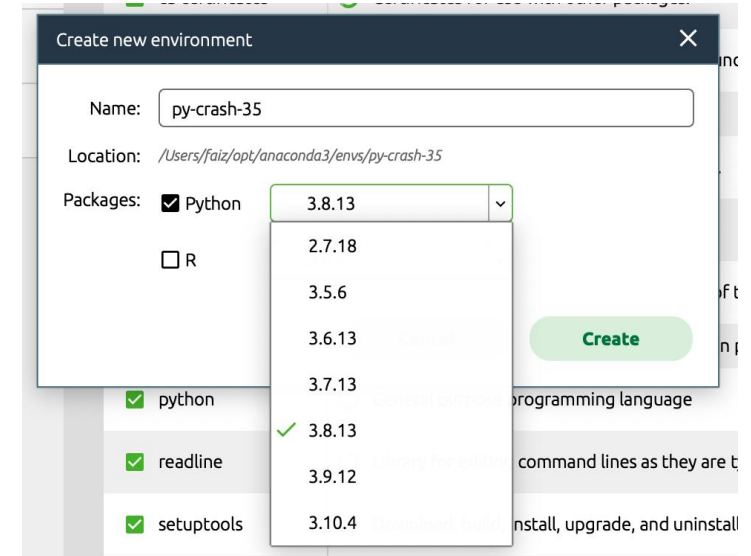 Create new environment
Name: py-crash-35
Location: /Users/faiz/opt/anaconda3/envs/py-crash-35
Packages: Python 3.8.13
R
2.7.18
3.5.6
3.6.13
3.7.13
3.8.13
3.9.12
3.10.4
Create
python programming language
readline command lines as they are
setuptools install, upgrade, and uninstall